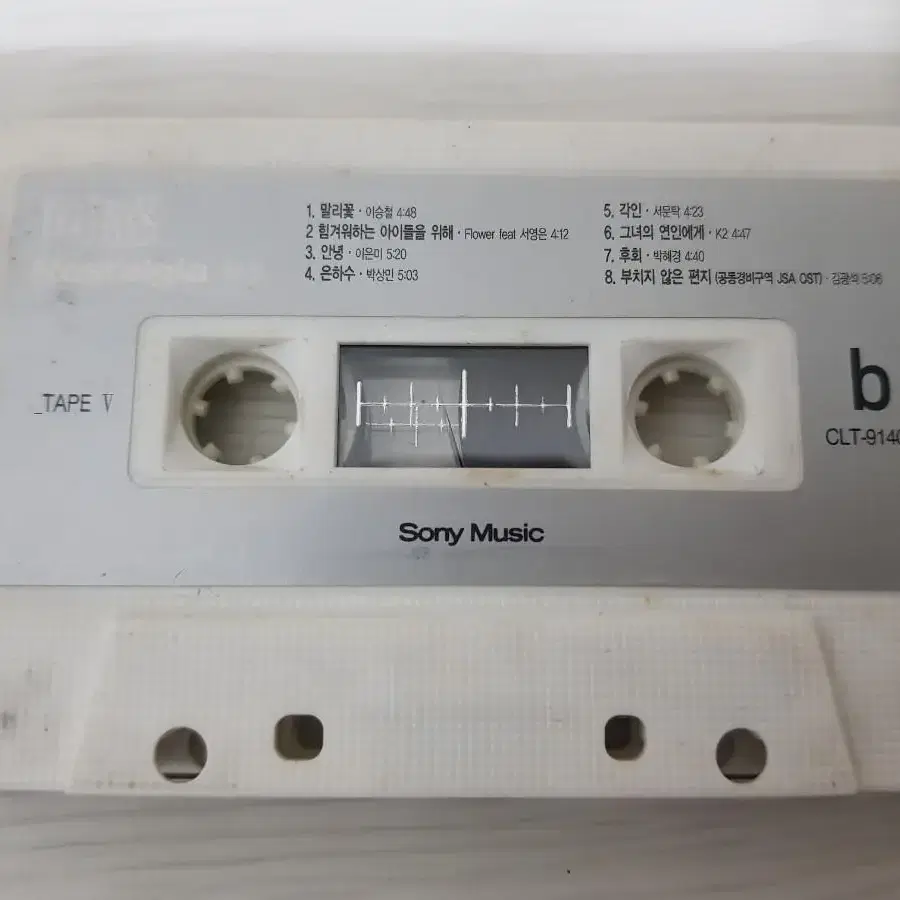 1. 말리꽃 · 이승철 4:48
2 힘겨워하는 아이들을 위해 · Flower feat 서영은 4:12
3. 안녕 · 이은미 5:20
4. 은하수 · 박상민 5:03
5. 각인 · 서문탁 4:23
6. 그녀의 연인에게 · K2 4:47
7. 후회 · 박혜경 4:40
8. 부치지 않은 편지 (공동경비구역 JSA OST) · 김광석 5:06
_TAPE V
b
CLT-9140
Sony Music